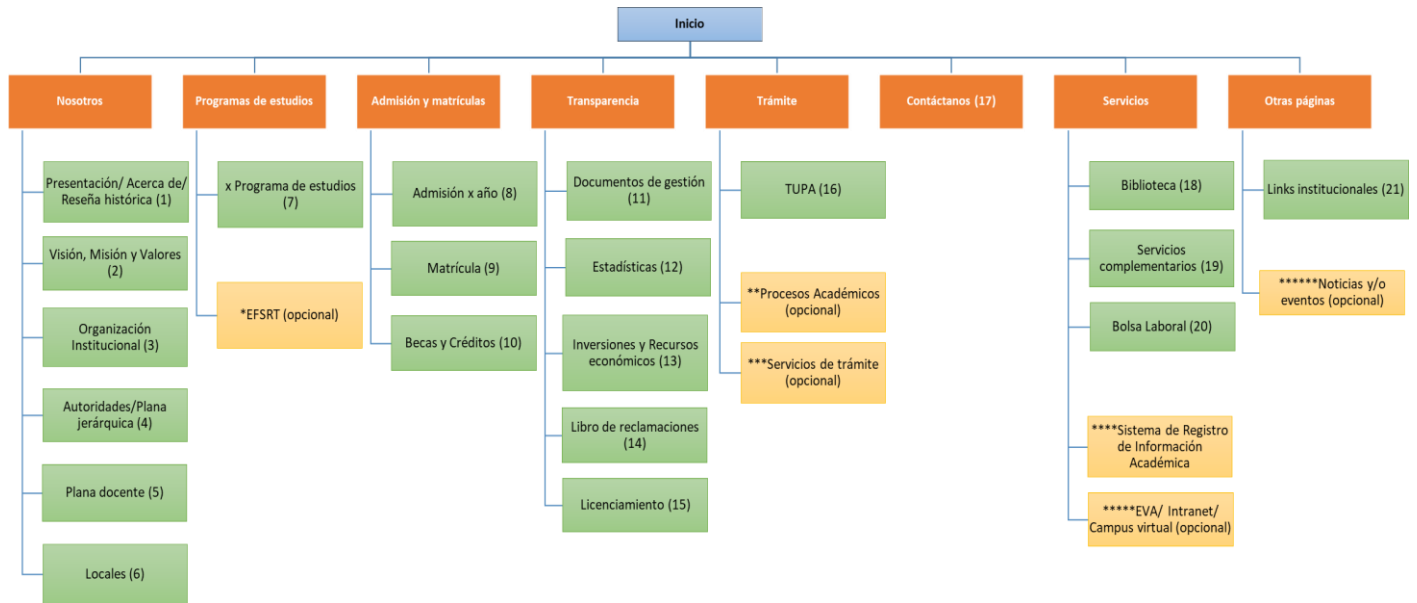 Inicio
Nosotros
Programas de estudios
Admisión y matrículas
Transparencia
Trámite
Contáctanos (17)
Servicios
Otras páginas
Presentación/ Acerca de/
Reseña histórica (1)
Visión, Misión y Valores
(2)
Organización
Institucional (3)
Autoridades/Plana
jerárquica (4)
Plana docente (5)
Locales (6)
x Programa de estudios
(7)
*EFSRT (opcional)
Admisión x año (8)
Matrícula (9)
Becas y Créditos (10)
Documentos de gestión
(11)
Estadísticas (12)
Inversiones y Recursos
económicos (13)
Libro de reclamaciones
(14)
Licenciamiento (15)
TUPA (16)
**Procesos Académicos
(opcional)
***Servicios de trámite
(opcional)
Biblioteca (18)
Servicios
complementarios (19)
Bolsa Laboral (20)
****Sistema de Registro
de Información
Académica
*****EVA/ Intranet/
Campus virtual (opcional)
Links institucionales (21)
******Noticias y/o
eventos (opcional)